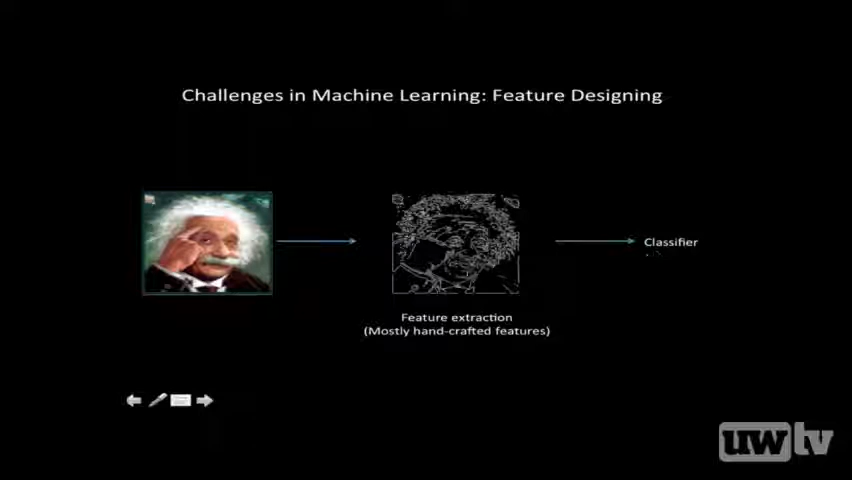 Challenges in Machine Learning: Feature Designing
Classifier
Feature extraction
(Mostly hand-crafted features)
uwtv